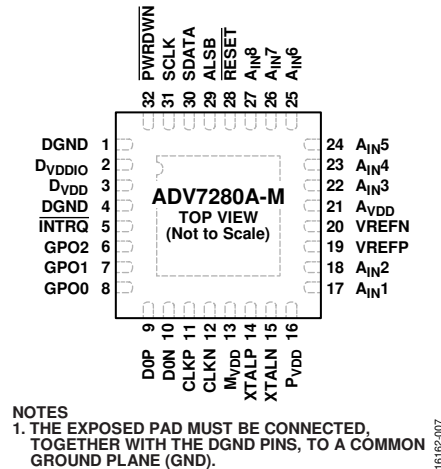 32 PWRDWN
31 SCLK
30 SDATA
29 ALSB
28 RESET
27 AIN8
26 AIN7
25 AIN6
DGND 1
DVDDIO 2
DVDD 3
DGND 4
INTRQ 5
GPO2 6
GPO1 7
GPO0 8
ADV7280A-M
TOP VIEW
(Not to Scale)
24 AIN5
23 AIN4
22 AIN3
21 AVDD
20 VREFN
19 VREFP
18 AIN2
17 AIN1
D0P 9
D0N 10
CLKP 11
CLKN 12
MVDD 13
XTALP 14
XTALN 15
PVDD 16
NOTES
1. THE EXPOSED PAD MUST BE CONNECTED,
TOGETHER WITH THE DGND PINS, TO A COMMON
GROUND PLANE (GND).
16162-007